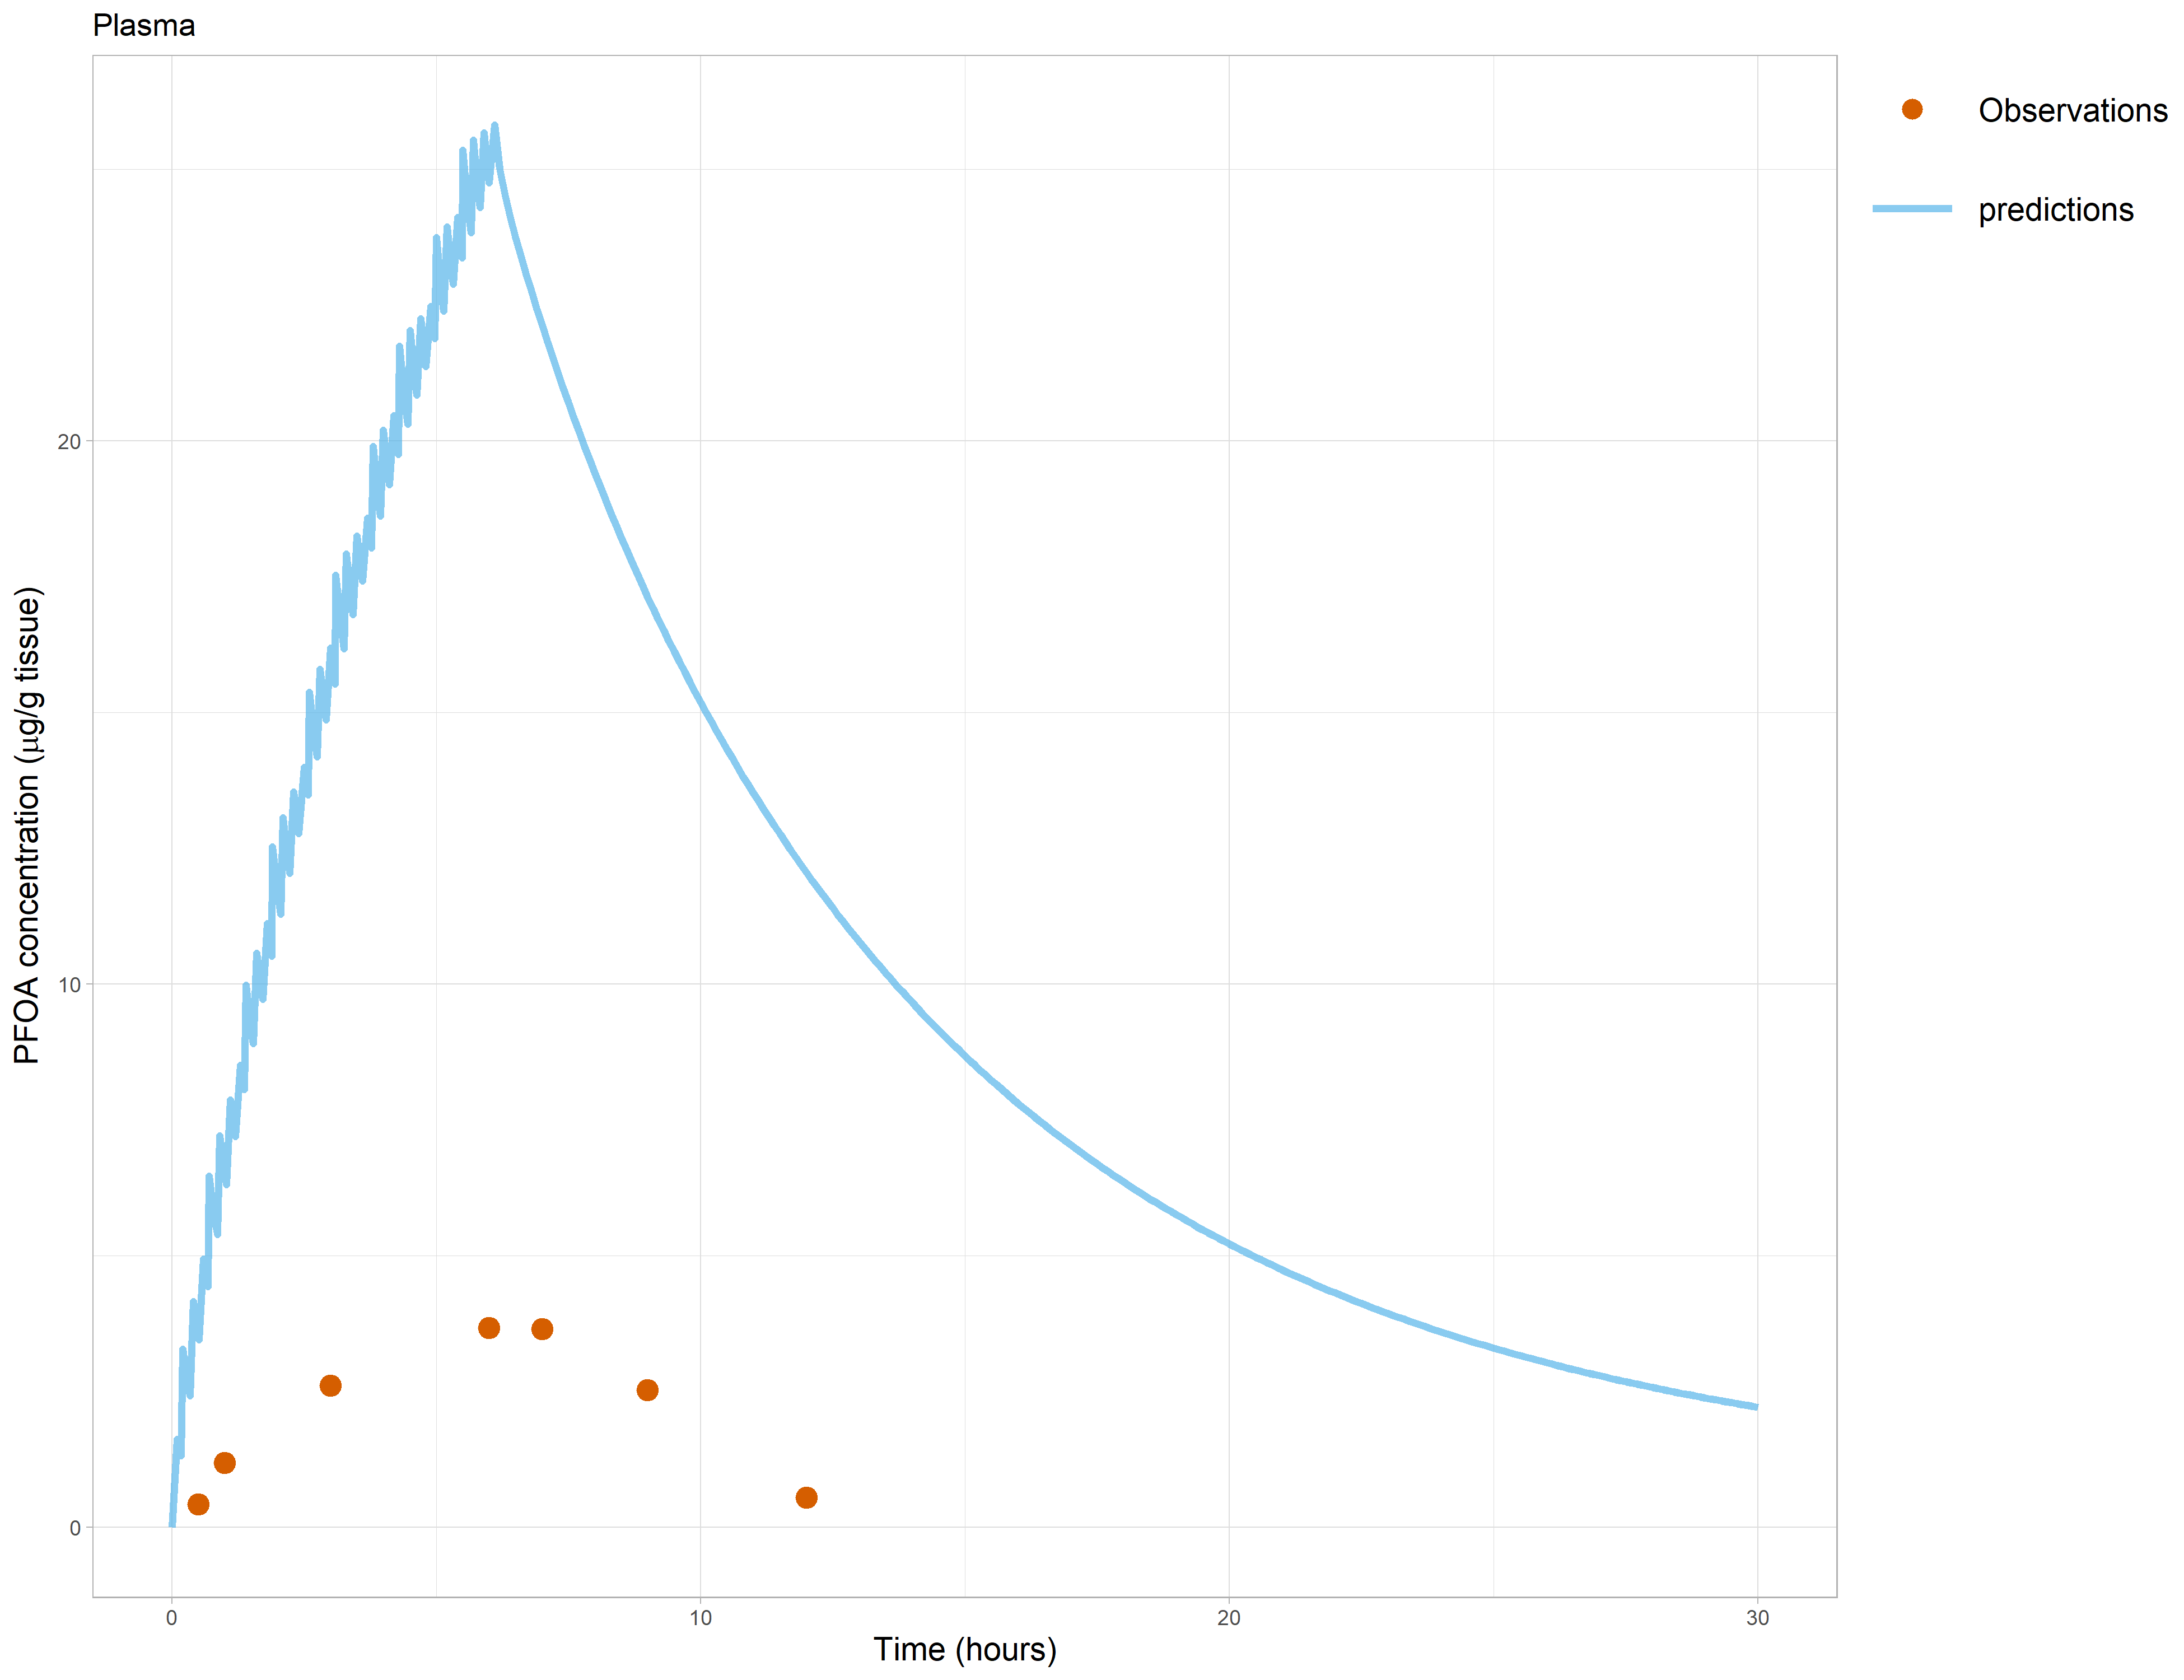 Plasma
Observations
predictions
PFOA concentration (μg/g tissue)
20
10
0
0 10 20 30
Time (hours)